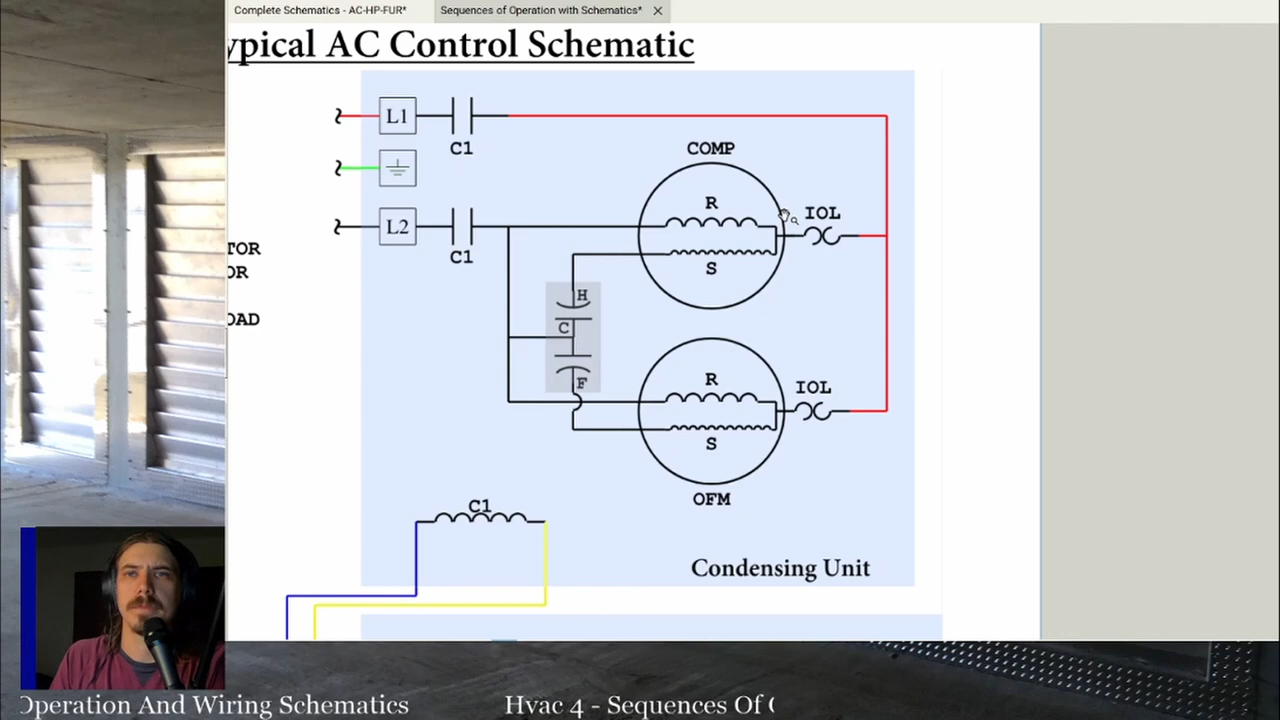 Complete Schematics - AC-HP-FUR*
Sequences of Operation with Schematics*
ypical AC Control Schematic
L1
C1
COMP
R
IOL
L2
C1
S
TOR
OR
H
C
OAD
F
R
IOL
S
OFM
C1
Condensing Unit
Operation And Wiring Schematics
Hvac 4 - Sequences Of